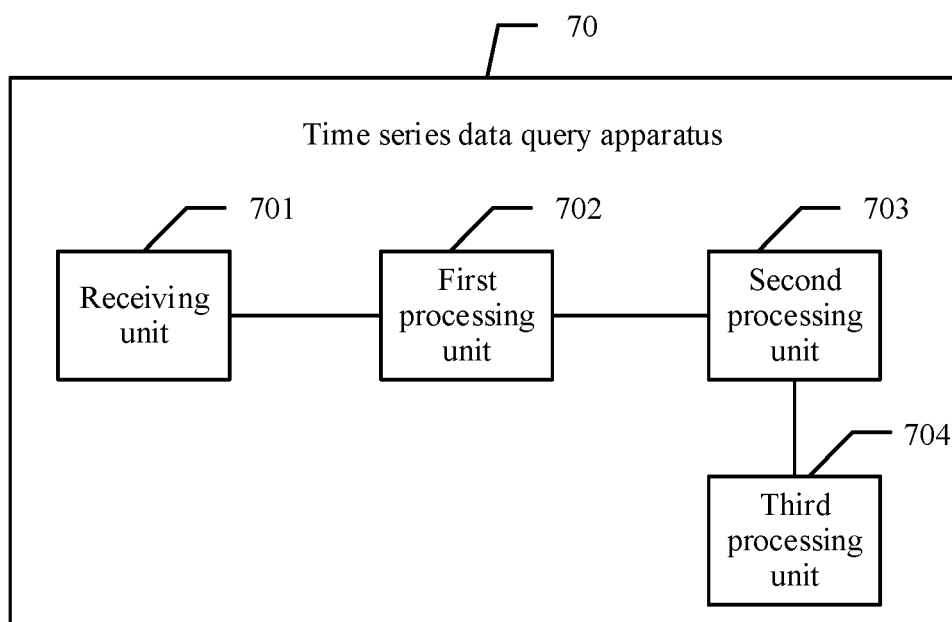 70
Time series data query apparatus
701
702
703
Receiving
unit
First
processing
unit
Second
processing
unit
704
Third
processing
unit